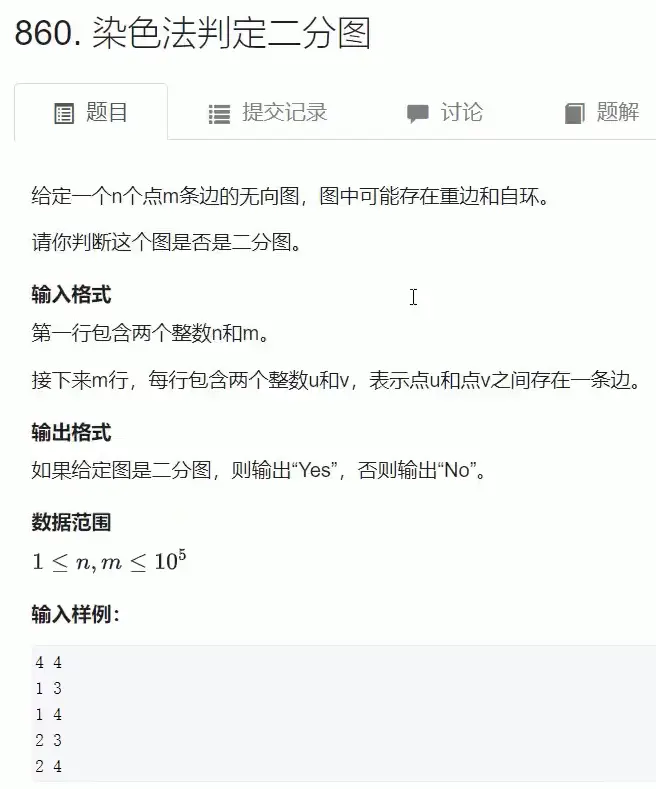 860. 染色法判定二分图
题目 提交记录 讨论 题解
给定一个n个点m条边的无向图，图中可能存在重边和自环。
请你判断这个图是否是二分图。
输入格式
第一行包含两个整数n和m。
接下来m行，每行包含两个整数u和v，表示点u和点v之间存在一条边。
输出格式
如果给定图是二分图，则输出“Yes”，否则输出“No”。
数据范围
1 ≤ n, m ≤ 10⁵
输入样例：
4 4
1 3
1 4
2 3
2 4